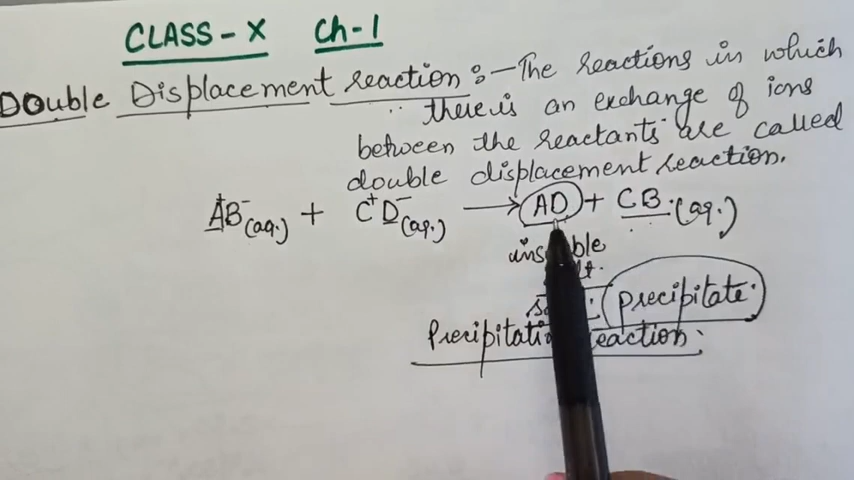 CLASS - X Ch-1
Double Displacement reaction :- The reactions in which
there is an exchange of ions
between the reactants are called
double displacement reaction.
A⁺B⁻(aq.) + C⁺D⁻(aq.) → AD + CB.(aq.)
precipitate.
reaction.